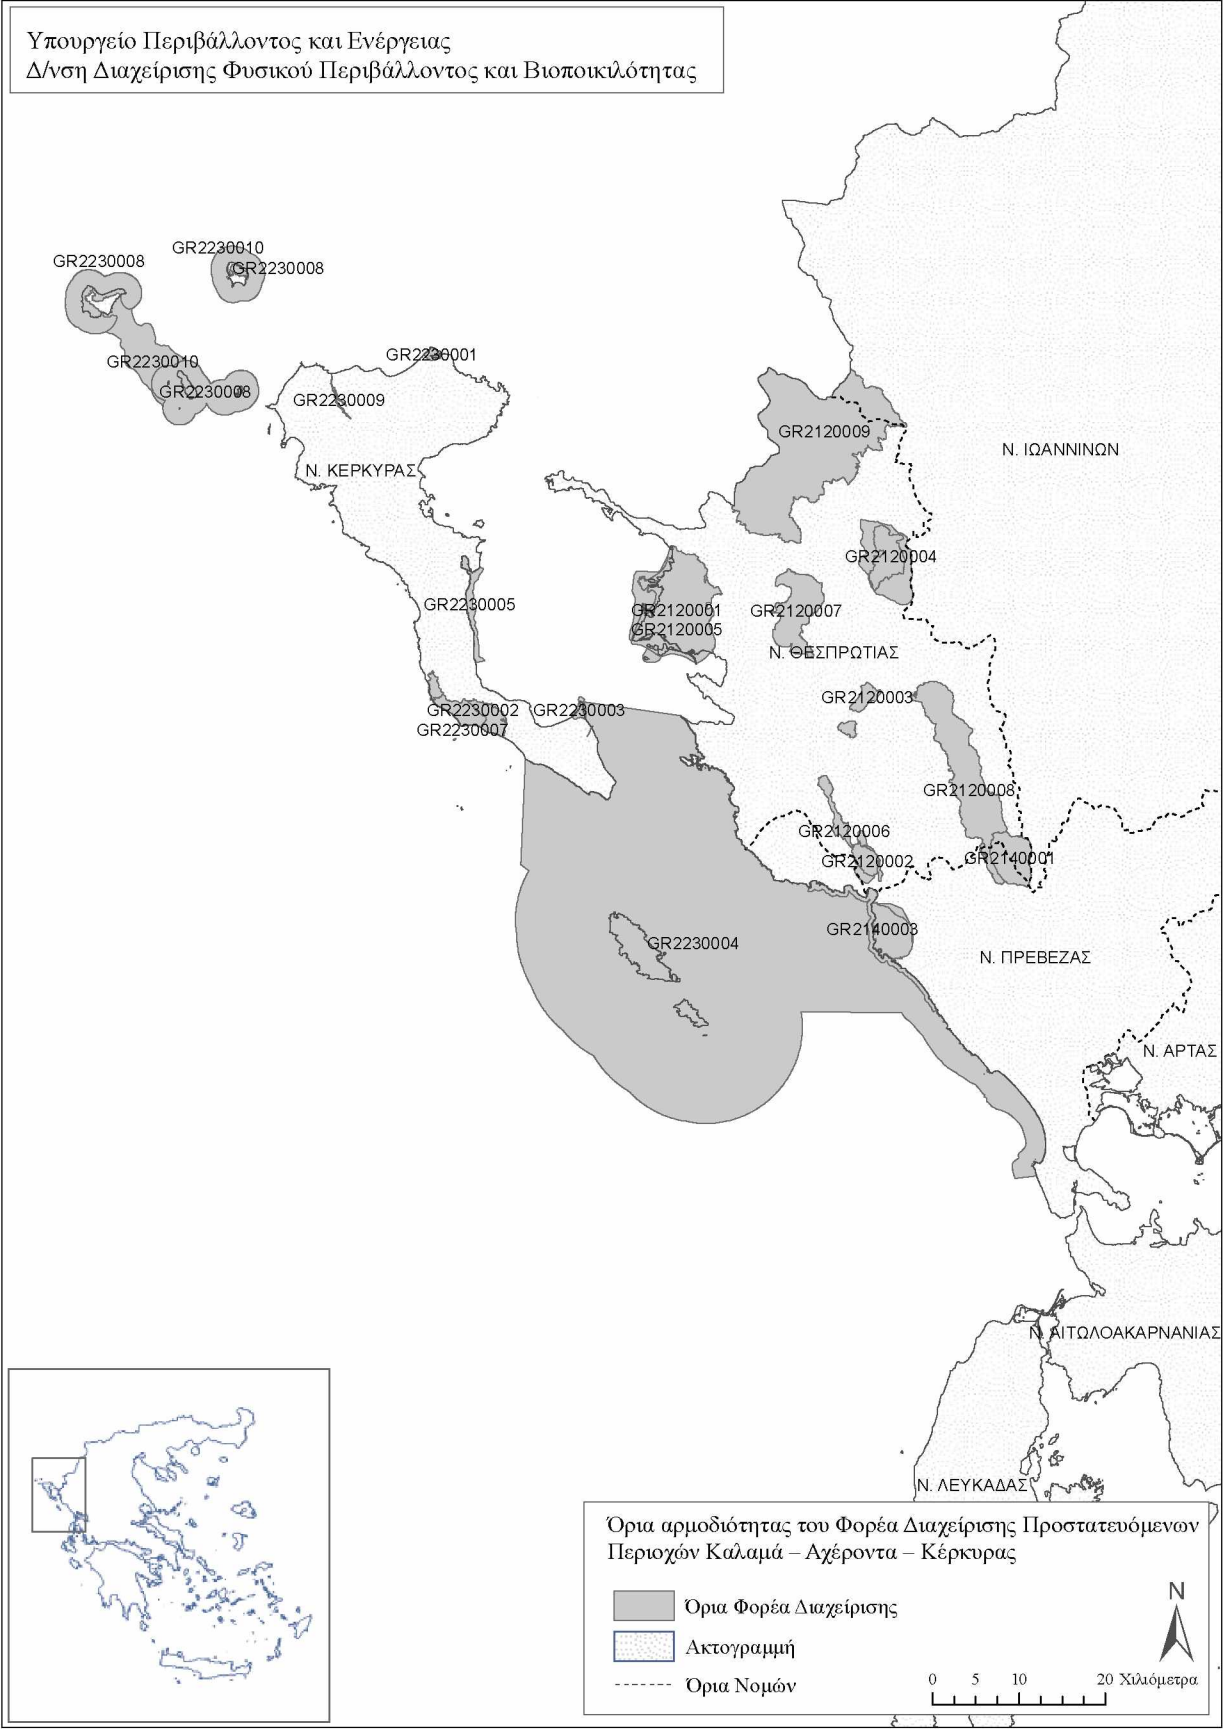 Υπουργείο Περιβάλλοντος και Ενέργειας
Δ/νση Διαχείρισης Φυσικού Περιβάλλοντος και Βιοποικιλότητας
GR2230010
GR2230008
GR2230008
GR2230001
GR2230010
GR2230008
GR2230009
GR2120009
Ν. ΙΩΑΝΝΙΝΩΝ
Ν. ΚΕΡΚΥΡΑΣ
GR2120004
GR2230005
GR2120001
GR2120007
GR2120005
Ν. ΘΕΣΠΡΩΤΙΑΣ
GR2120003
GR2230002
GR2230003
GR2230007
GR2120008
GR2120006
GR2120002
GR2140001
GR2140003
GR2230004
Ν. ΠΡΕΒΕΖΑΣ
Ν. ΑΡΤΑΣ
Ν. ΑΙΤΩΛΟΑΚΑΡΝΑΝΙΑΣ
Ν. ΛΕΥΚΑΔΑΣ
Όρια αρμοδιότητας του Φορέα Διαχείρισης Προστατευόμενων
Περιοχών Καλαμά – Αχέροντα – Κέρκυρας
Όρια Φορέα Διαχείρισης
Ακτογραμμή
Όρια Νομών
N
0 5 10 20 Χιλιόμετρα